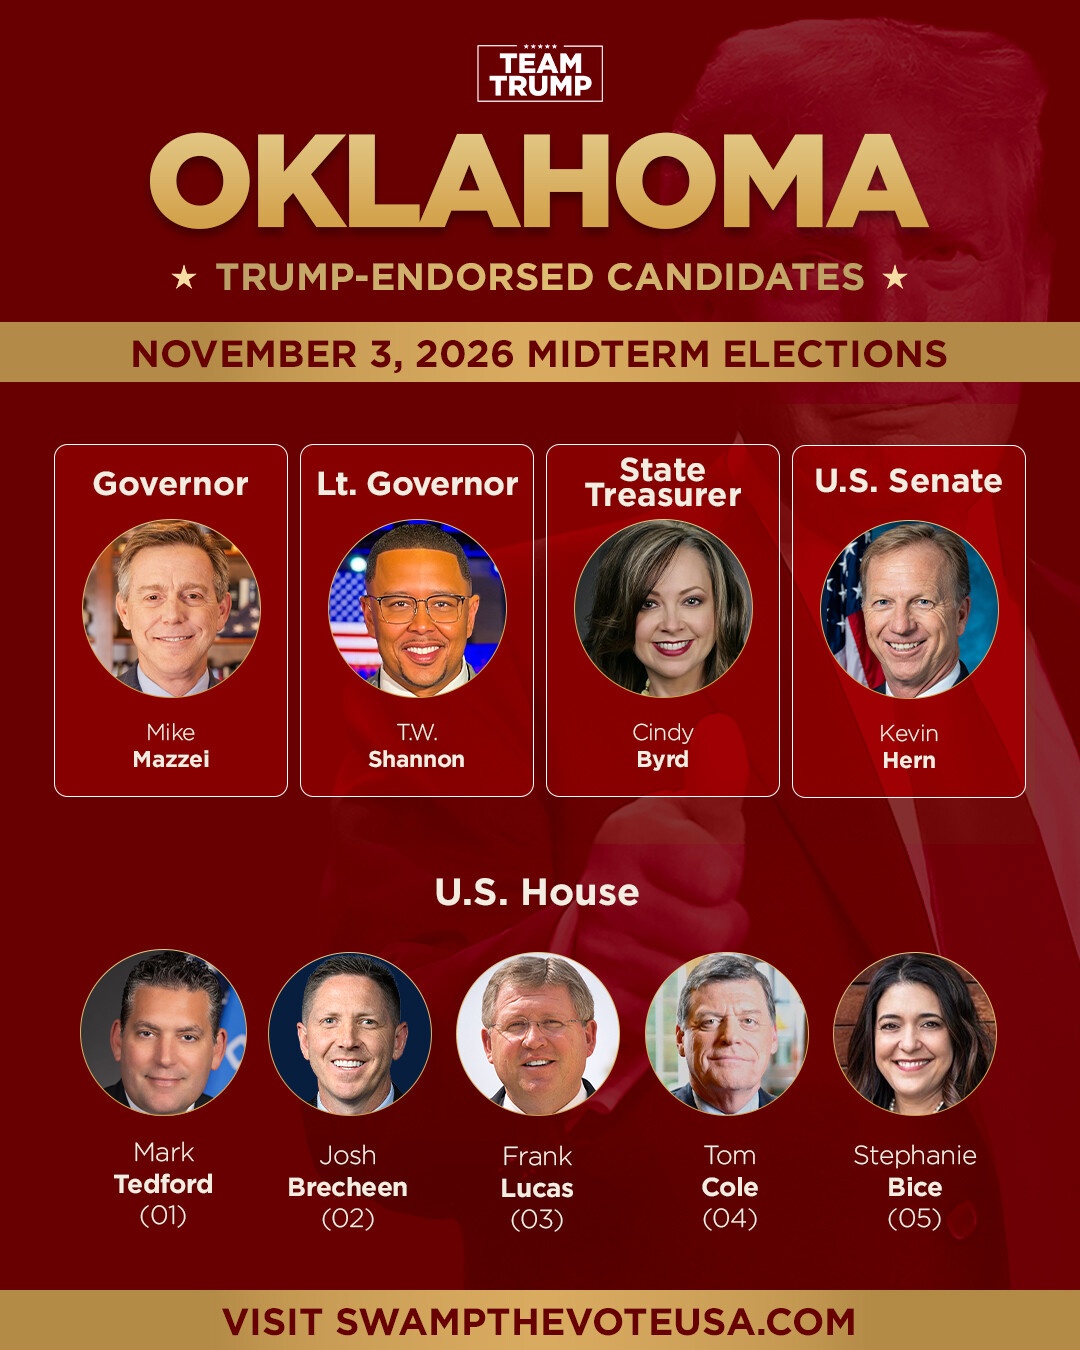 TEAM
TRUMP
OKLAHOMA
TRUMP-ENDORSED CANDIDATES
NOVEMBER 3, 2026 MIDTERM ELECTIONS
Governor
Mike
Mazzei
Lt. Governor
T.W.
Shannon
State
Treasurer
Cindy
Byrd
U.S. Senate
Kevin
Hern
U.S. House
Mark
Tedford
(01)
Josh
Brecheen
(02)
Frank
Lucas
(03)
Tom
Cole
(04)
Stephanie
Bice
(05)
VISIT SWAMPTHEVOTEUSA.COM